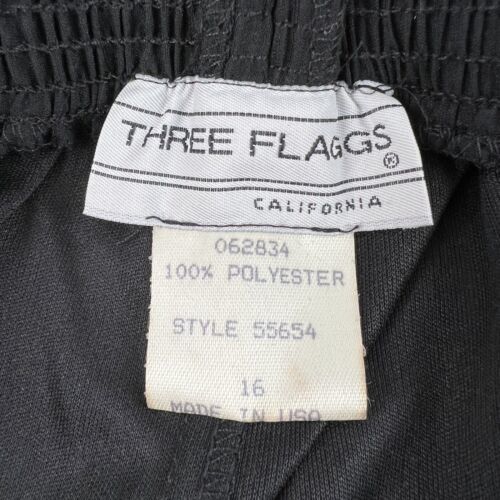 THREE FLAGGS®
CALIFORNIA
062834
100% POLYESTER
STYLE 55654
16
MADE IN USA